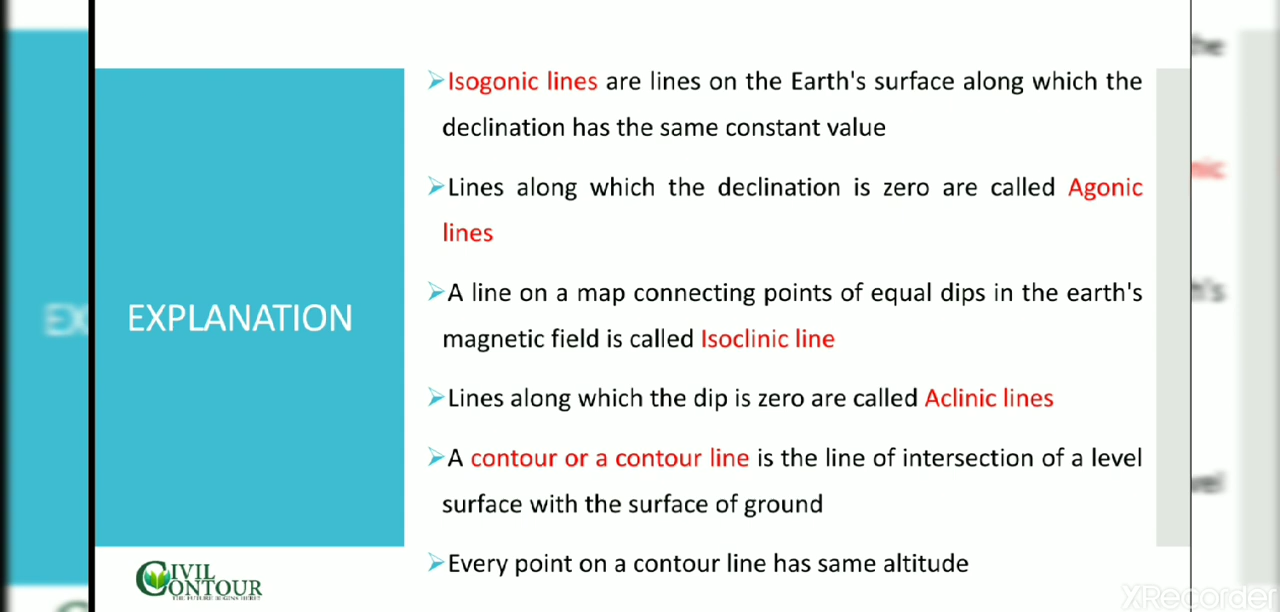 Isogonic lines are lines on the Earth's surface along which the
declination has the same constant value
Lines along which the declination is zero are called Agonic
lines
A line on a map connecting points of equal dips in the earth's
magnetic field is called Isoclinic line
EXPLANATION
Lines along which the dip is zero are called Aclinic lines
A contour or a contour line is the line of intersection of a level
surface with the surface of ground
Every point on a contour line has same altitude
CIVIL
CONTOUR
THE FUTURE BEGINS HERE!
XRecorder